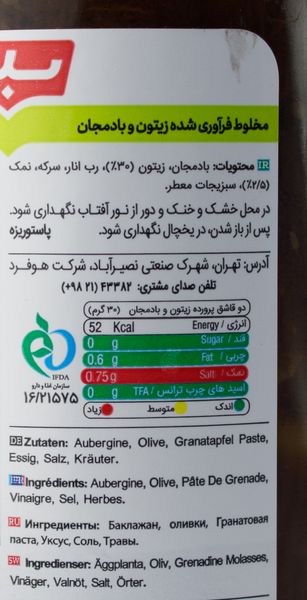 مخلوط فرآوری شده زیتون و بادمجان
IR محتویات: بادمجان، زیتون (۳۰٪)، رب انار، سرکه، نمک
(۲/۵٪)، سبزیجات معطر.
در محل خشک و خنک و دور از نور آفتاب نگهداری شود.
پس از باز شدن، در یخچال نگهداری شود. پاستوریزه
آدرس: تهران، شهرک صنعتی نصیرآباد، شرکت هوفرد
تلفن صدای مشتری: ۴۳۳۸۲ (۲۱ ۹۸+)
دو قاشق پرورده زیتون و بادمجان (۳۰ گرم)
52 Kcal انرژی / Energy
0 g قند / Sugar
0.6 g چربی / Fat
0.75 g نمک / Salt
0 g اسید های چرب ترانس / TFA
اندک متوسط زیاد
IFDA
سازمان غذا و دارو
۱۶/۲۱۵۷۵
DE Zutaten: Aubergine, Olive, Granatapfel Paste,
Essig, Salz, Kräuter.
Ingrédients: Aubergine, Olive, Pâte De Grenade,
Vinaigre, Sel, Herbes.
RU Ингредиенты: Баклажан, оливки, Гранатовая
паста, Уксус, Соль, Травы.
SW Ingredienser: Äggplanta, Oliv, Grenadine Molasses,
Vinäger, Valnöt, Salt, Örter.